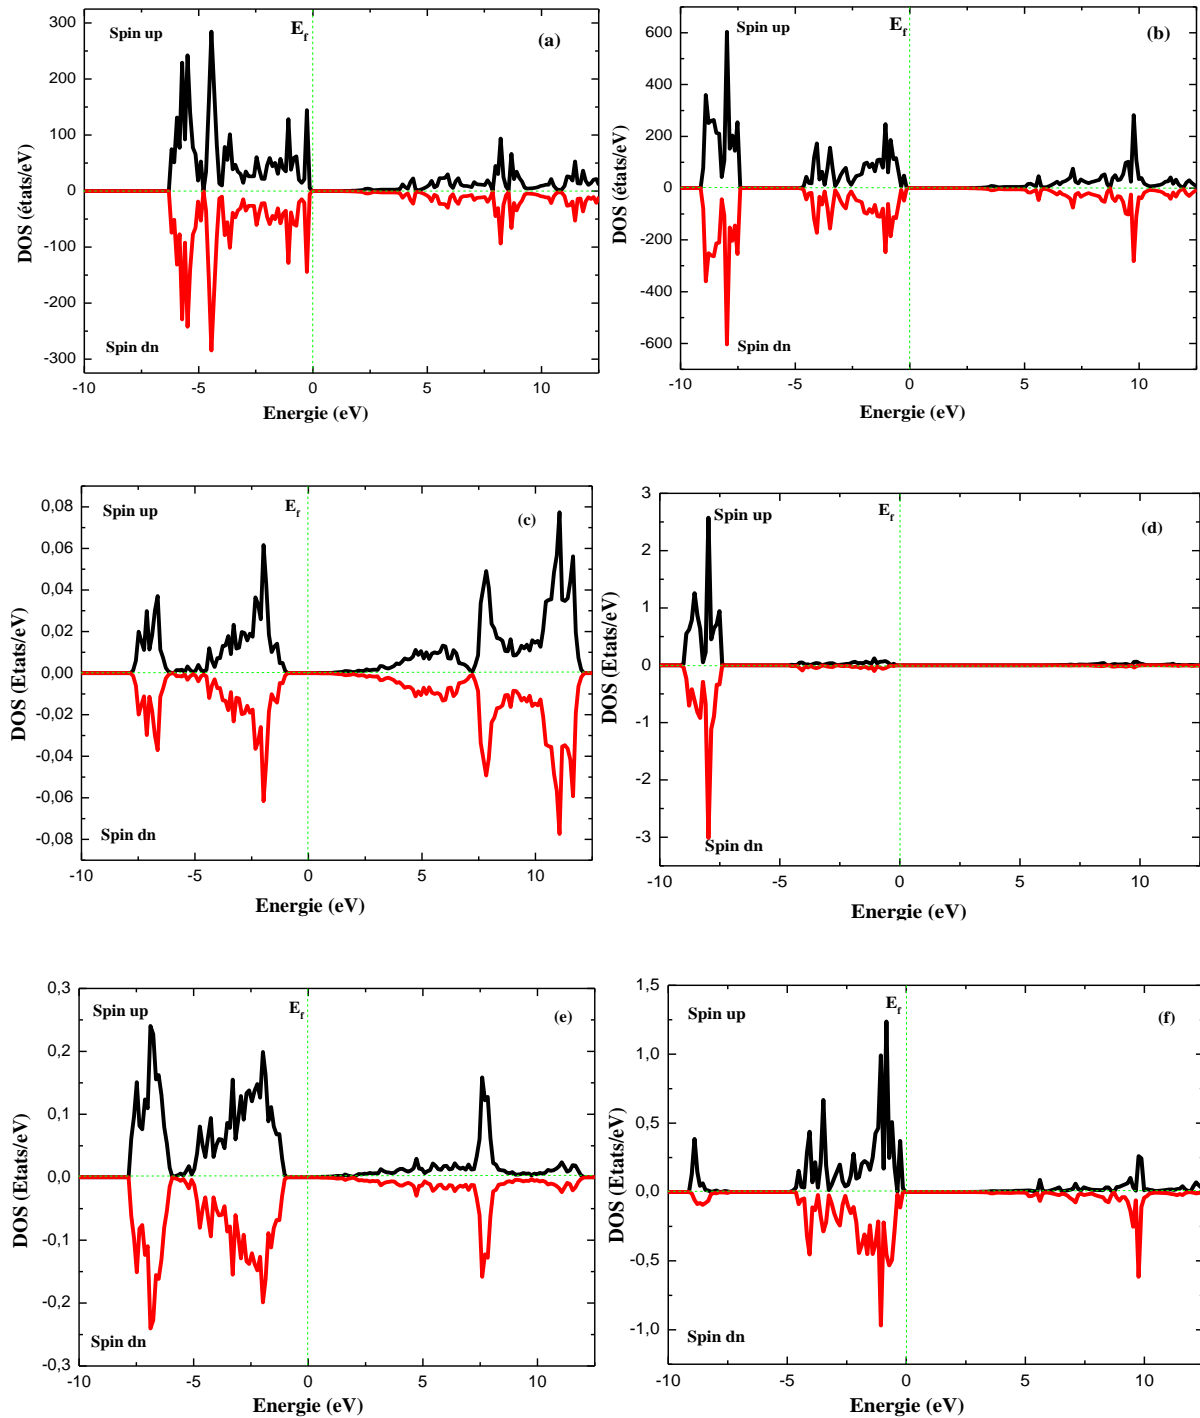 Spin up
E_f
(a)
300
200
100
0
-100
-200
-300
DOS (états/eV)
Spin dn
-10
-5
0
5
10
Energie (eV)
Spin up
E_f
(b)
600
400
200
0
-200
-400
-600
DOS (états/eV)
Spin dn
-10
-5
0
5
10
Energie (eV)
Spin up
E_f
(c)
0,08
0,06
0,04
0,02
0,00
-0,02
-0,04
-0,06
-0,08
DOS (Etats/eV)
Spin dn
-10
-5
0
5
10
Energie (eV)
Spin up
E_f
(d)
3
2
1
0
-1
-2
-3
DOS (Etats/eV)
Spin dn
-10
-5
0
5
10
Energie (eV)
Spin up
E_f
(e)
0,3
0,2
0,1
0,0
-0,1
-0,2
-0,3
DOS (Etats/eV)
Spin dn
-10
-5
0
5
10
Energie (eV)
Spin up
E_f
(f)
1,5
1,0
0,5
0,0
-0,5
-1,0
DOS (Etats/eV)
Spin dn
-10
-5
0
5
10
Energie (eV)